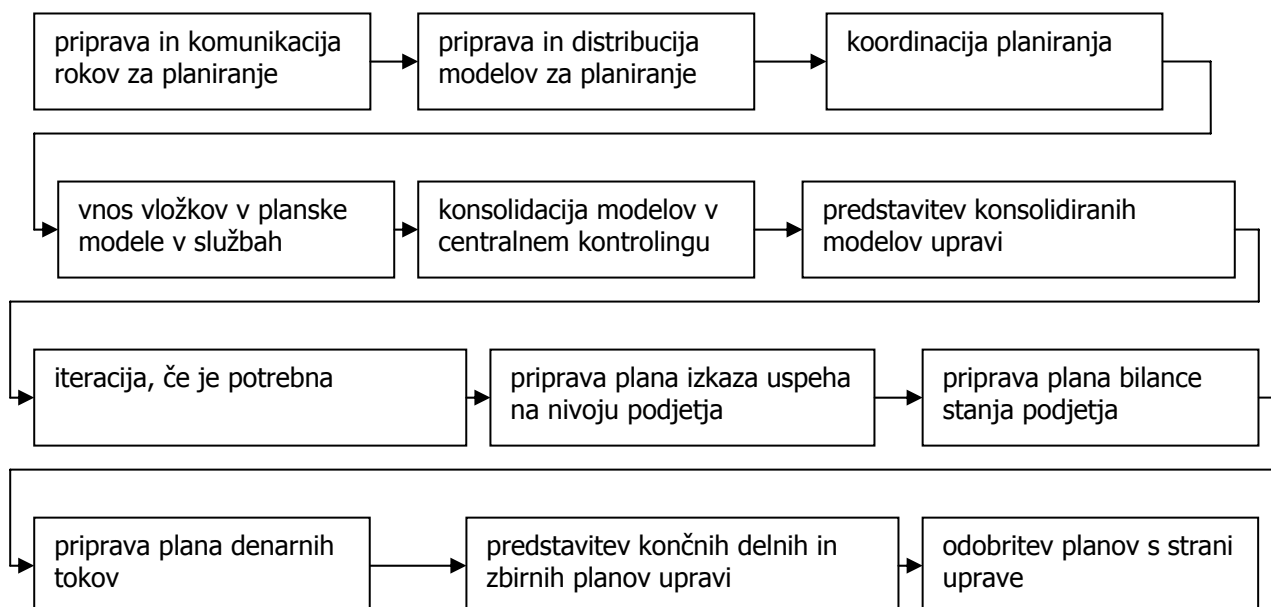 priprava in komunikacija
rokov za planiranje
priprava in distribucija
modelov za planiranje
koordinacija planiranja
vnos vložkov v planske
modele v službah
konsolidacija modelov v
centralnem kontrolingu
predstavitev konsolidiranih
modelov upravi
iteracija, če je potrebna
priprava plana izkaza uspeha
na nivoju podjetja
priprava plana bilance
stanja podjetja
priprava plana denarnih
tokov
predstavitev končnih delnih in
zbirnih planov upravi
odobritev planov s strani
uprave